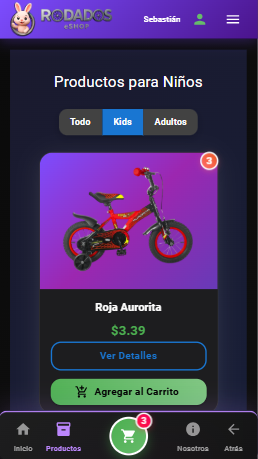 RODADOS
eSHOP
Sebastián
Productos para Niños
Todo
Kids
Adultos
3
Roja Aurorita
$3.39
Ver Detalles
Agregar al Carrito
3
Inicio
Productos
Nosotros
Atrás